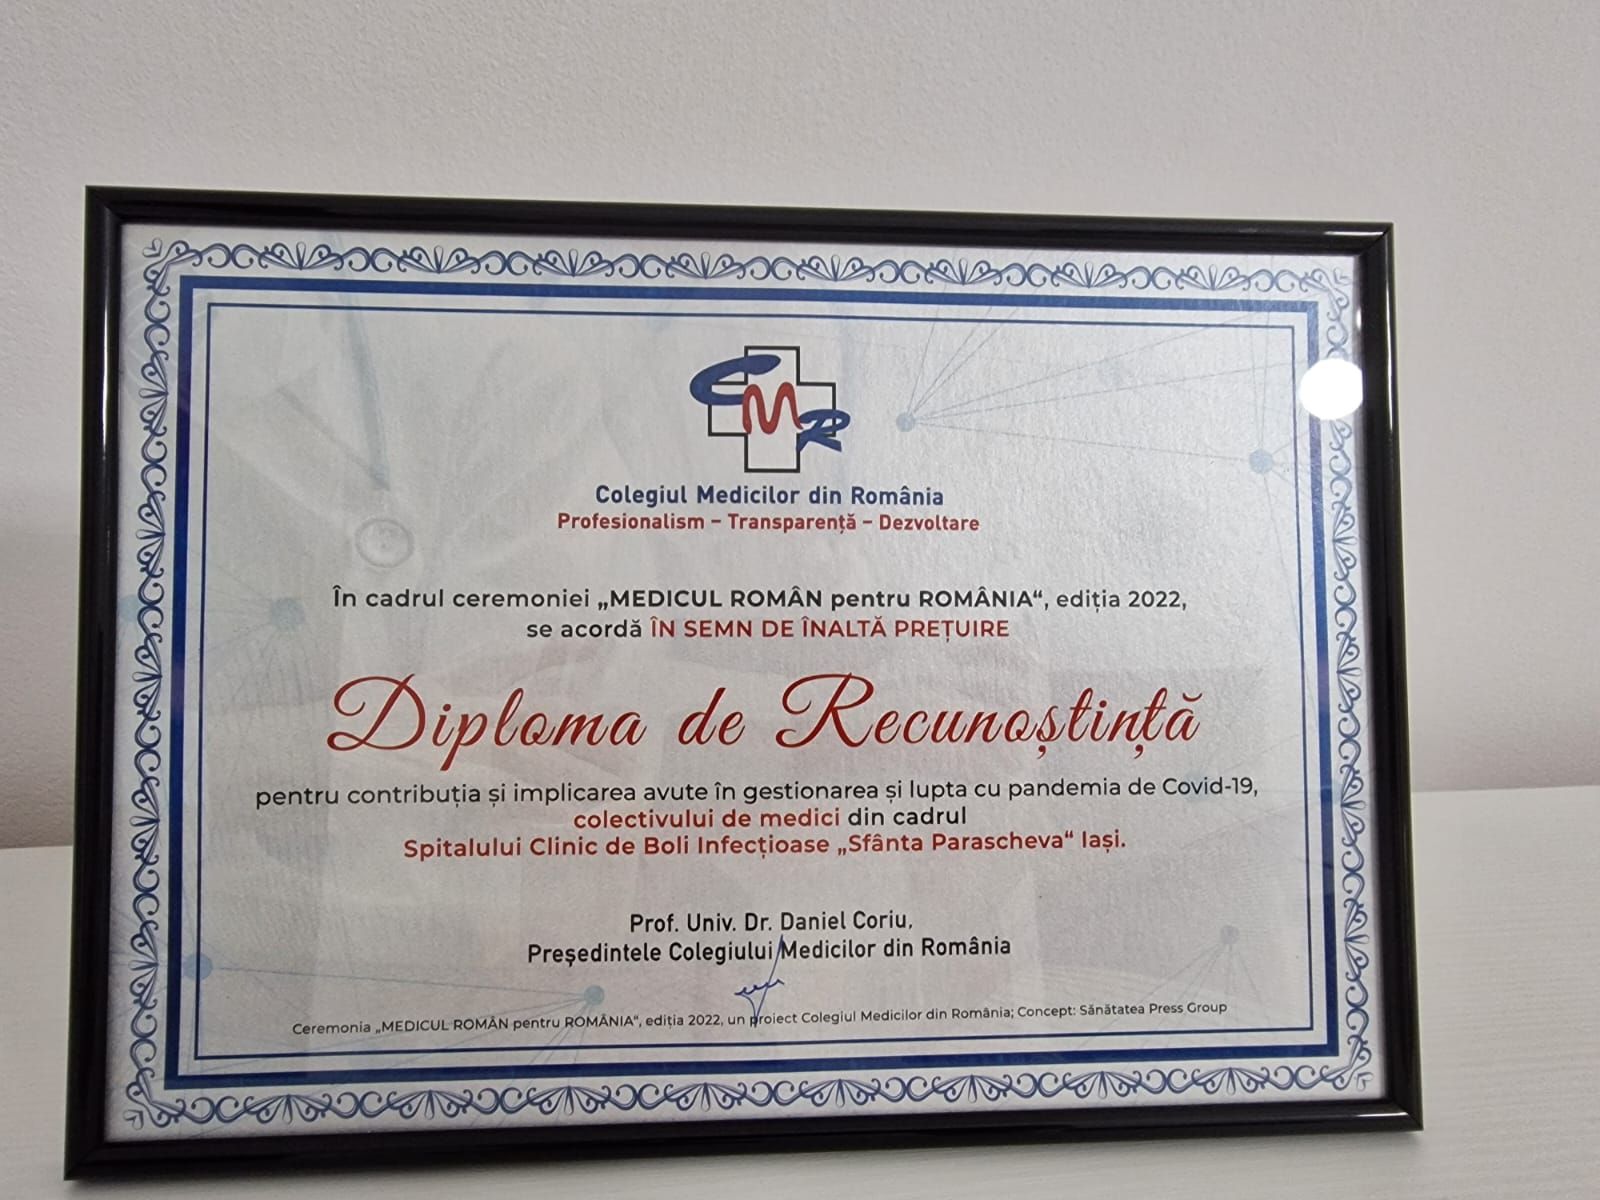 CMR
Colegiul Medicilor din România
Profesionalism – Transparență – Dezvoltare
În cadrul ceremoniei „MEDICUL ROMÂN pentru ROMÂNIA“, ediția 2022,
se acordă ÎN SEMN DE ÎNALTĂ PREȚUIRE
Diploma de Recunoștință
pentru contribuția și implicarea avute în gestionarea și lupta cu pandemia de Covid-19,
colectivului de medici din cadrul
Spitalului Clinic de Boli Infecțioase „Sfânta Parascheva“ Iași.
Prof. Univ. Dr. Daniel Coriu,
Președintele Colegiului Medicilor din România
Ceremonia „MEDICUL ROMÂN pentru ROMÂNIA“, ediția 2022, un proiect Colegiul Medicilor din România; Concept: Sănătatea Press Group